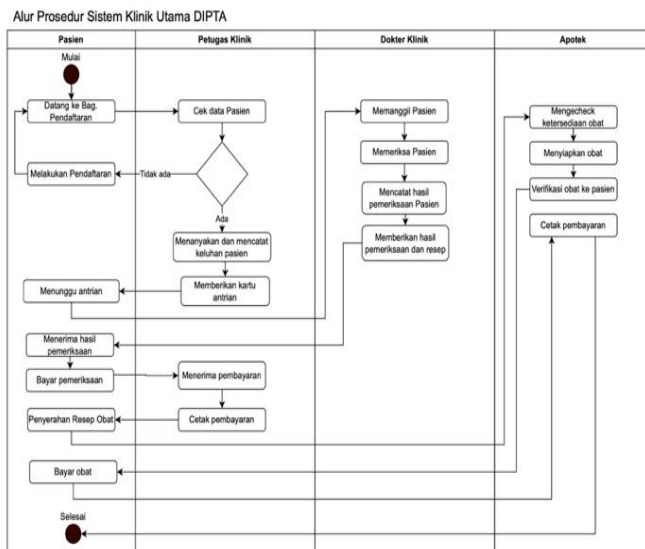 Alur Prosedur Sistem Klinik Utama DIPTA
Pasien
Petugas Klinik
Dokter Klinik
Apotek
Mulai
Datang ke Bag.
Pendaftaran
Cek data Pasien
Memanggil Pasien
Mengecheck
ketersediaan obat
Memeriksa Pasien
Menyiapkan obat
Melakukan Pendaftaran
Tidak ada
Mencatat hasil
pemeriksaan Pasien
Verifikasi obat ke pasien
Ada
Menanyakan dan mencatat
keluhan pasien
Memberikan hasil
pemeriksaan dan resep
Cetak pembayaran
Menunggu antrian
Memberikan kartu
antrian
Menerima hasil
pemeriksaan
Bayar pemeriksaan
Menerima pembayaran
Penyerahan Resep Obat
Cetak pembayaran
Bayar obat
Selesai